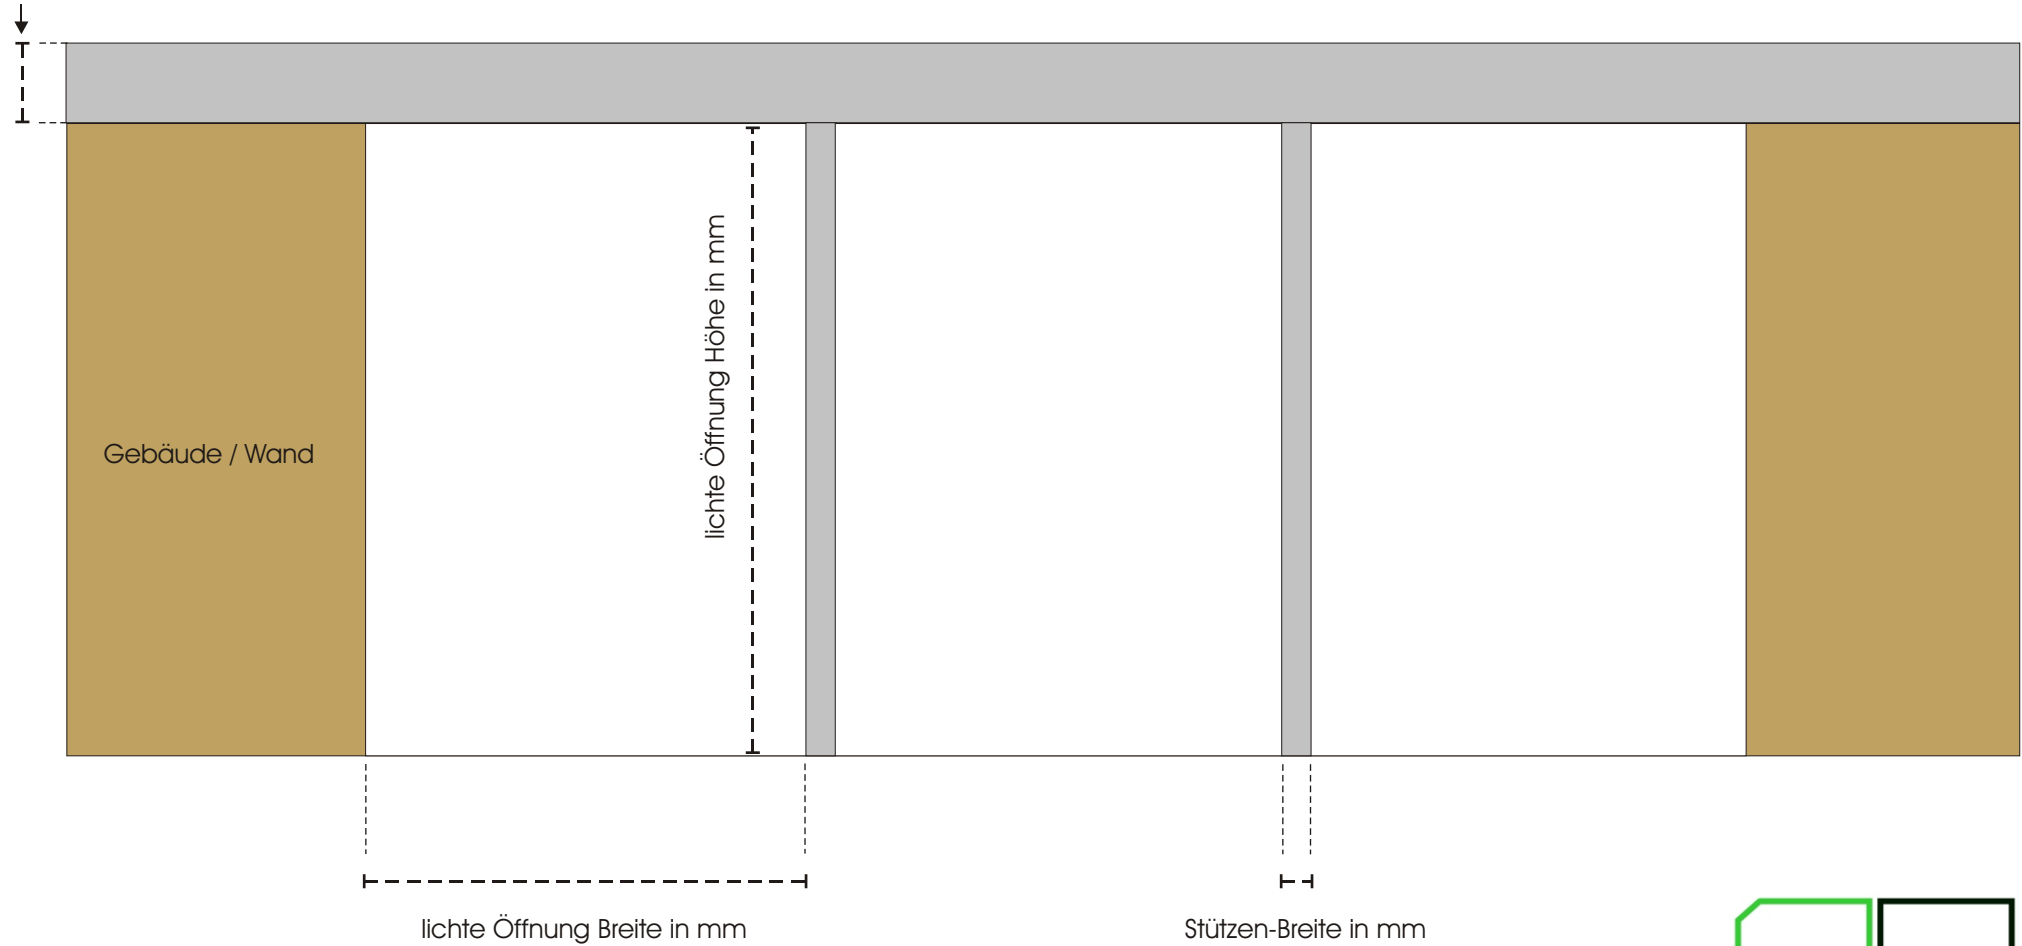 lichte Öffnung Höhe in mm
Gebäude / Wand
lichte Öffnung Breite in mm
Stützen-Breite in mm